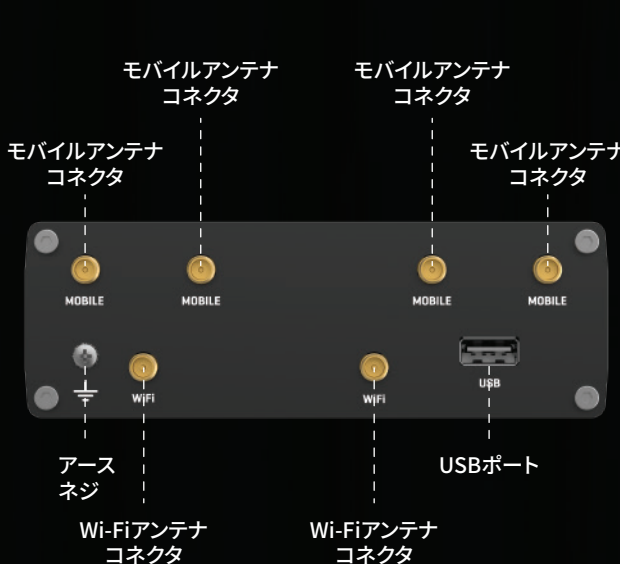 モバイルアンテナ
コネクタ
モバイルアンテナ
コネクタ
モバイルアンテナ
コネクタ
モバイルアンテナ
コネクタ
MOBILE
MOBILE
MOBILE
MOBILE
WiFi
WiFi
USB
アース
ネジ
USBポート
Wi-Fiアンテナ
コネクタ
Wi-Fiアンテナ
コネクタ